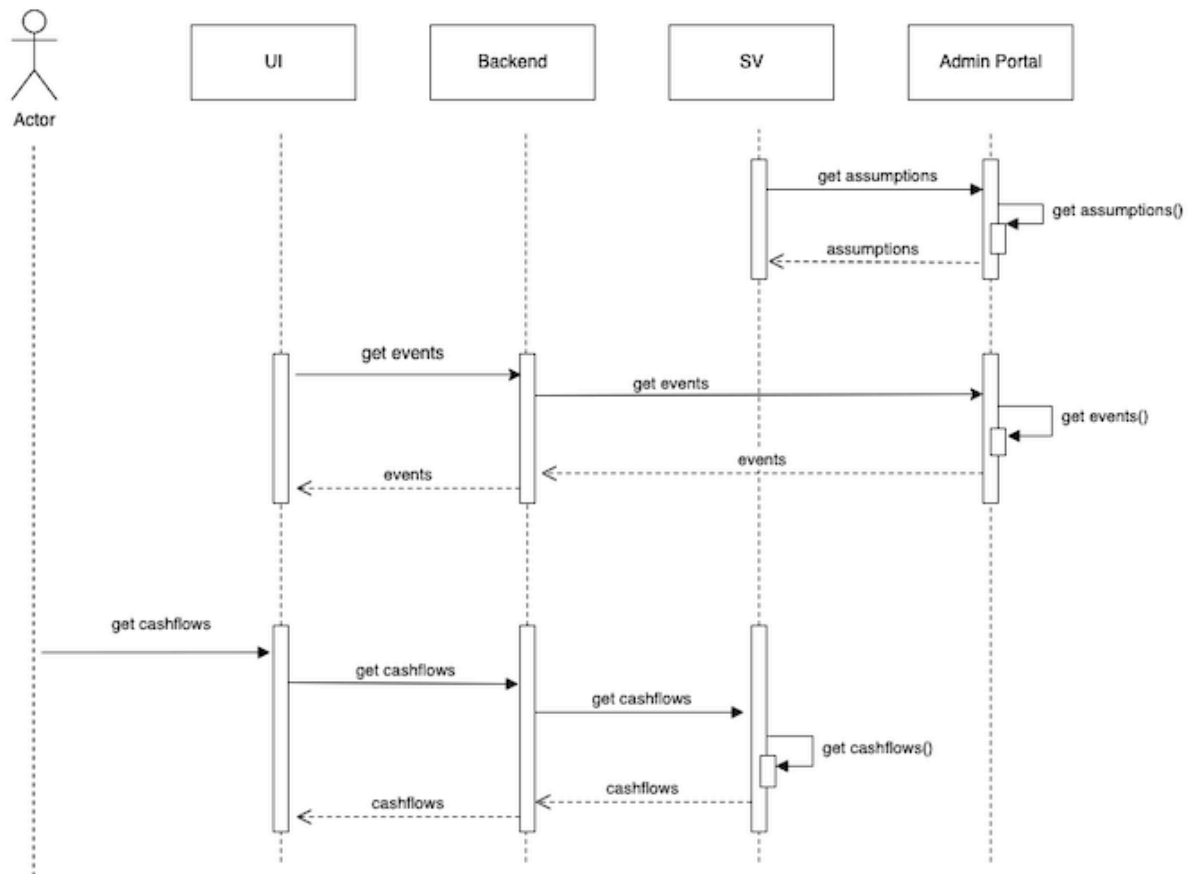 UI
Backend
SV
Admin Portal
Actor
get assumptions
get assumptions()
assumptions
get events
get events
get events()
events
events
get cashflows
get cashflows
get cashflows
get cashflows()
cashflows
cashflows